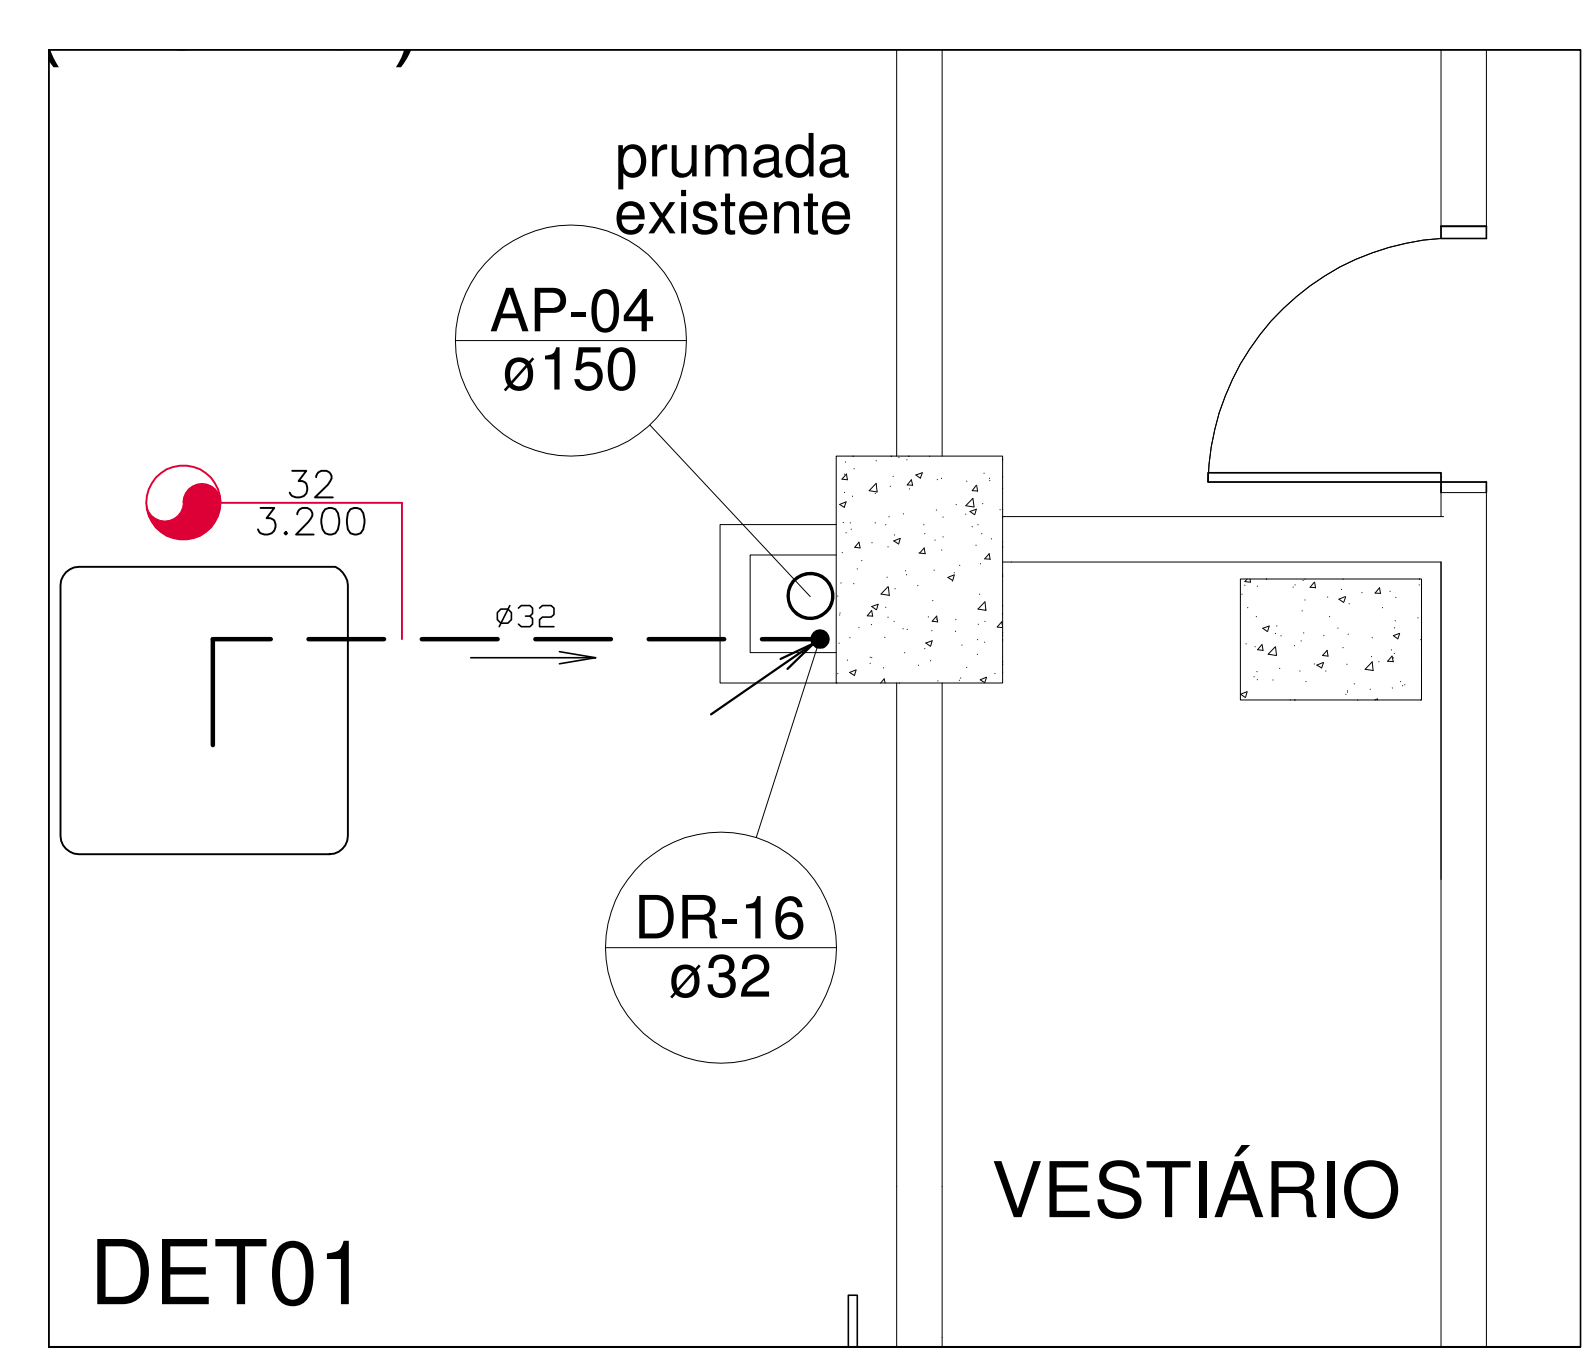 prumada
existente
AP-04
ø150
32
3.200
ø32
DR-16
ø32
VESTIÁRIO
DET01